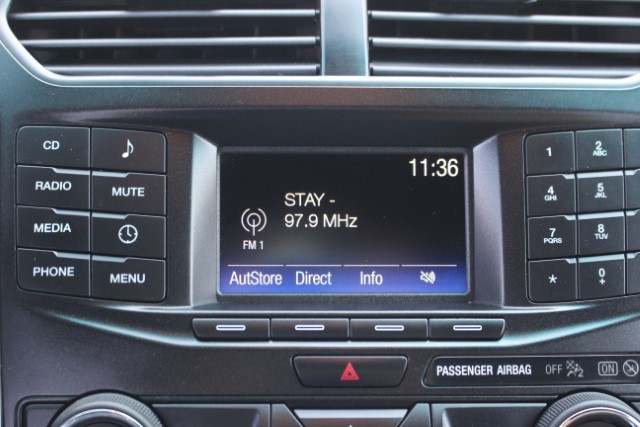 CD
1
2
ABC
RADIO
MUTE
4
GHI
5
JKL
MEDIA
7
PQRS
8
TUV
PHONE
MENU
*
0
+
11:36
STAY -
97.9 MHz
FM 1
AutStore Direct Info
PASSENGER AIRBAG OFF 2 ON